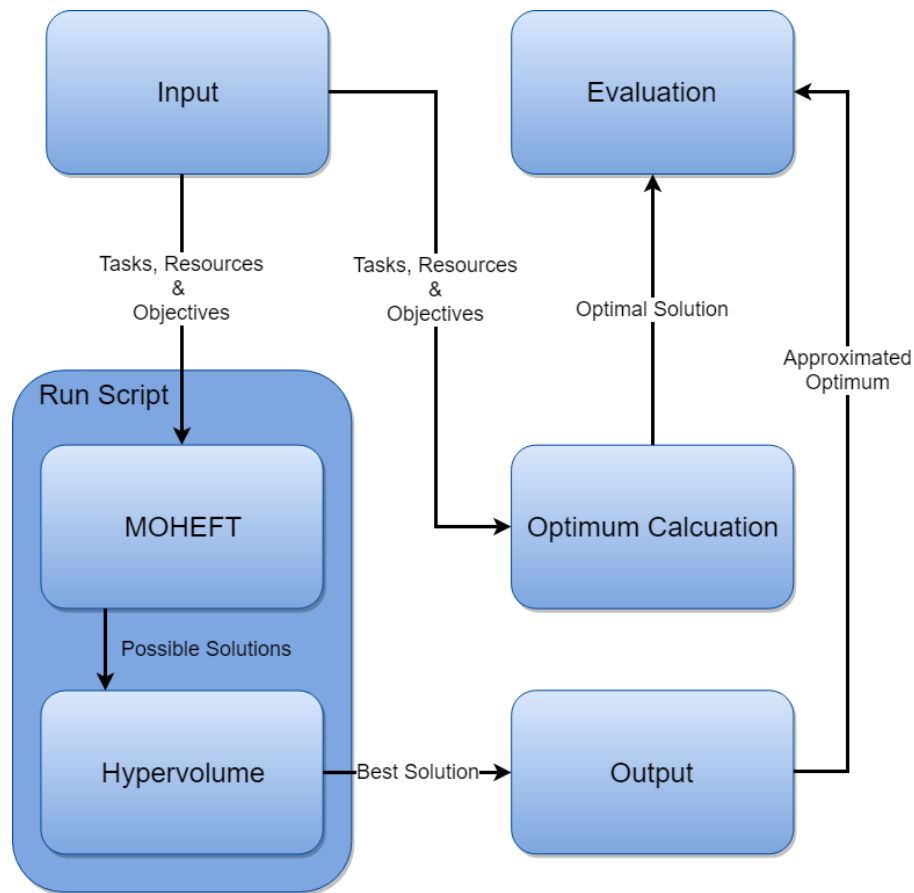 Input
Evaluation
Tasks, Resources
&
Objectives
Tasks, Resources
&
Objectives
Optimal Solution
Approximated
Optimum
Run Script
MOHEFT
Optimum Calcuation
Possible Solutions
Hypervolume
Best Solution
Output